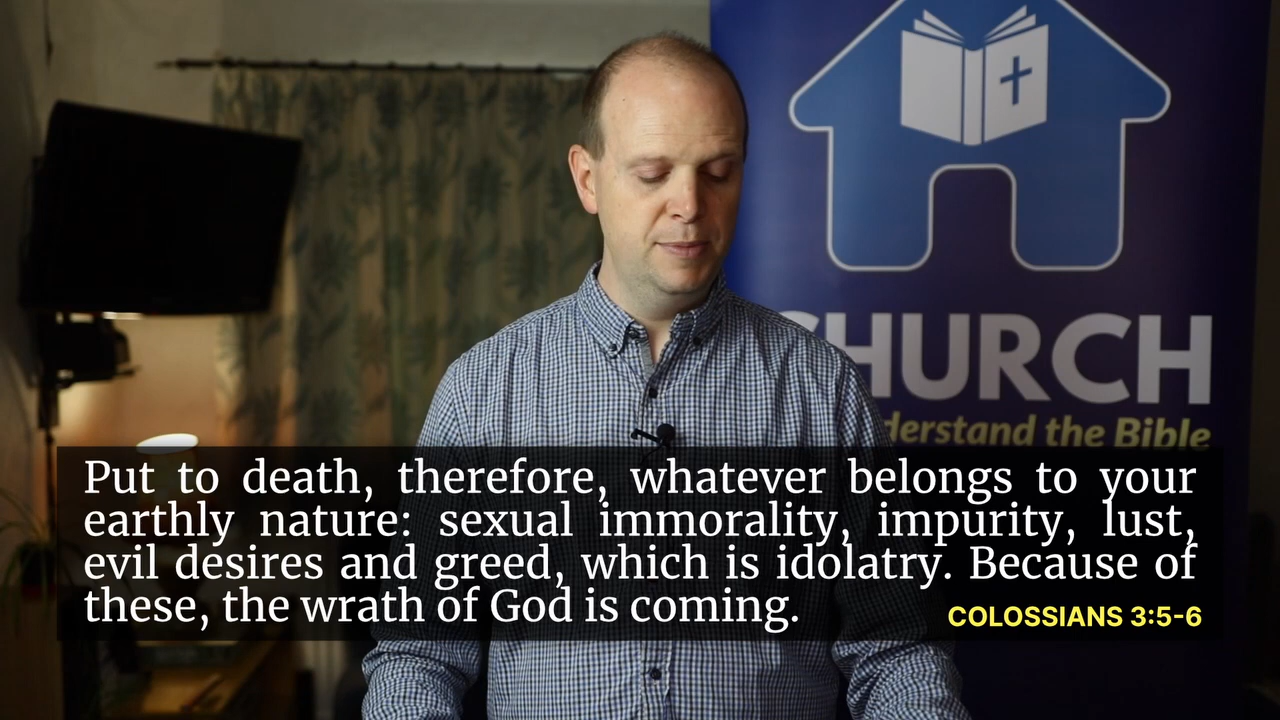 CHURCH
derstand the Bible
Put to death, therefore, whatever belongs to your
earthly nature: sexual immorality, impurity, lust,
evil desires and greed, which is idolatry. Because of
these, the wrath of God is coming.
COLOSSIANS 3:5-6